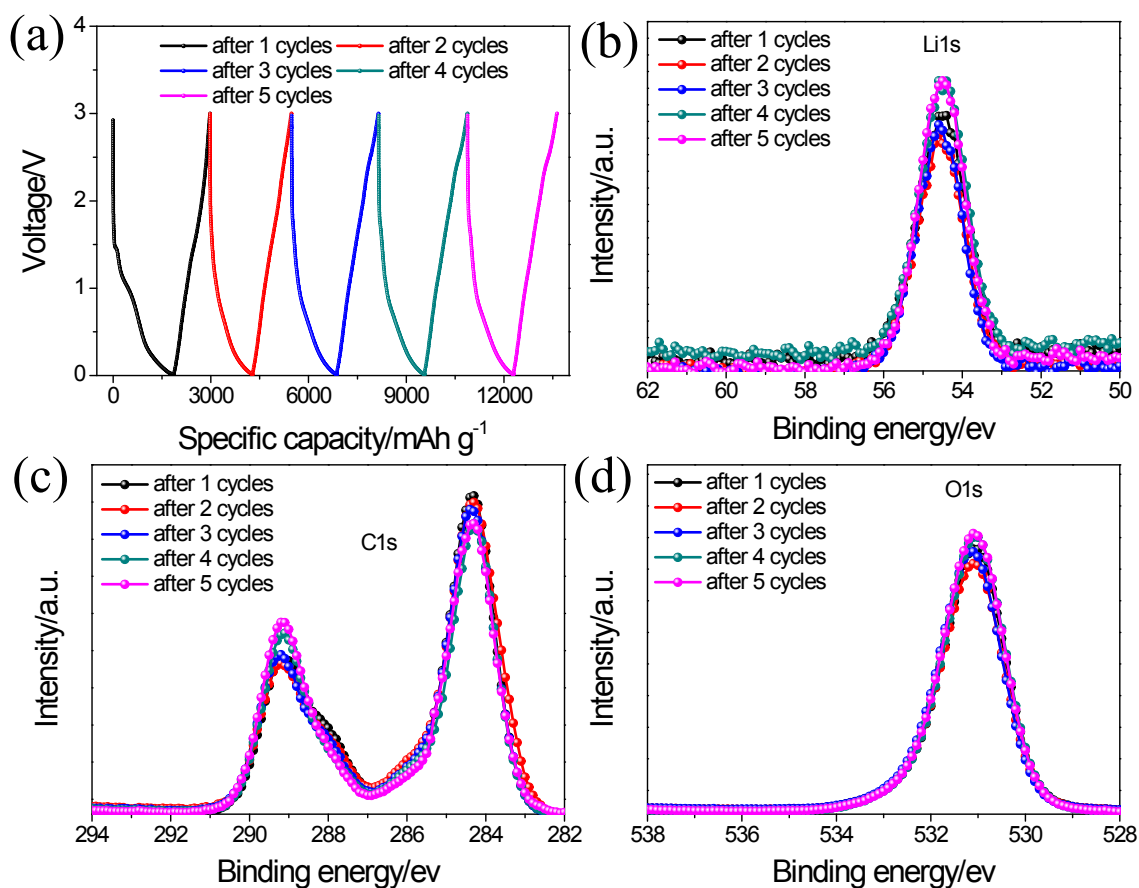 (a)
after 1 cycles
after 2 cycles
after 3 cycles
after 4 cycles
after 5 cycles
4
3
2
1
0
Voltage/V
0
3000
6000
9000
12000
Specific capacity/mAh g⁻¹
(b)
after 1 cycles
after 2 cycles
after 3 cycles
after 4 cycles
after 5 cycles
Li1s
Intensity/a.u.
62
60
58
56
54
52
50
Binding energy/ev
(c)
after 1 cycles
after 2 cycles
after 3 cycles
after 4 cycles
after 5 cycles
C1s
Intensity/a.u.
294
292
290
288
286
284
282
Binding energy/ev
(d)
after 1 cycles
after 2 cycles
after 3 cycles
after 4 cycles
after 5 cycles
O1s
Intensity/a.u.
538
536
534
532
530
528
Binding energy/ev